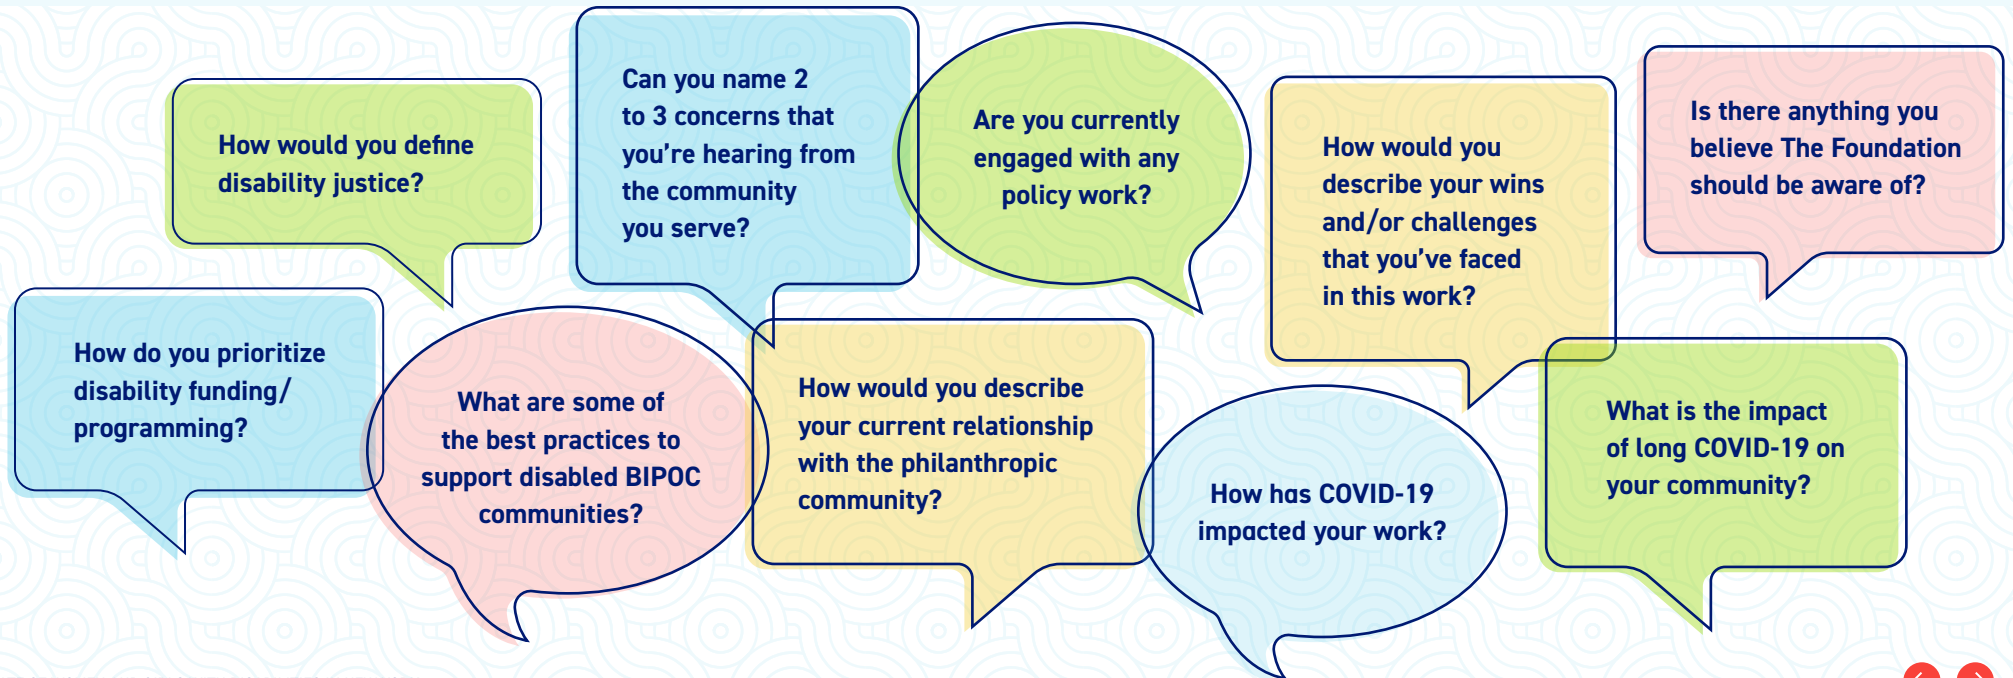 How would you define
disability justice?
Can you name 2
to 3 concerns that
you're hearing from
the community
you serve?
Are you currently
engaged with any
policy work?
How would you
describe your wins
and/or challenges
that you've faced
in this work?
Is there anything you
believe The Foundation
should be aware of?
How do you prioritize
disability funding/
programming?
What are some of
the best practices to
support disabled BIPOC
communities?
How would you describe
your current relationship
with the philanthropic
community?
How has COVID-19
impacted your work?
What is the impact
of long COVID-19 on
your community?